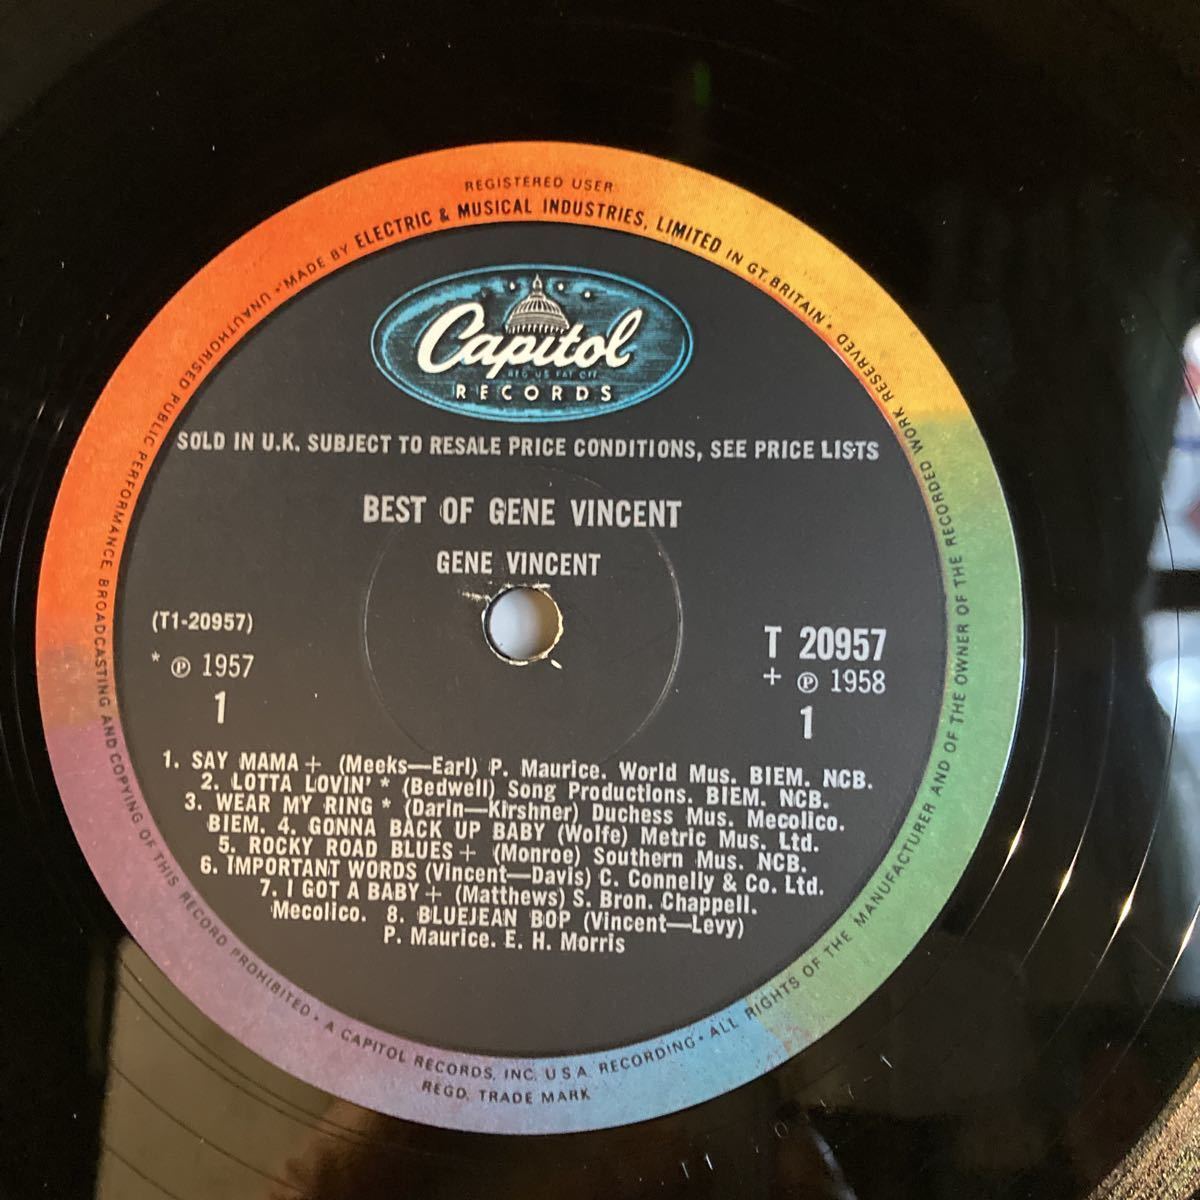 REGISTERED USER
"MADE BY ELECTRIC & MUSICAL INDUSTRIES, LIMITED IN GT. BRITAIN" • ALL RIGHTS OF THE MANUFACTURER AND OF THE OWNER OF THE RECORDED WORK RESERVED
Capitol
REG US PAT OFF
RECORDS
SOLD IN U.K. SUBJECT TO RESALE PRICE CONDITIONS, SEE PRICE LISTS
BEST OF GENE VINCENT
GENE VINCENT
(T1-20957)
* ℗ 1957
1
T 20957
+ ℗ 1958
1
1. SAY MAMA + (Meeks—Earl) P. Maurice. World Mus. BIEM. NCB.
2. LOTTA LOVIN' * (Bedwell) Song Productions. BIEM. NCB.
3. WEAR MY RING * (Darin—Kirshner) Duchess Mus. Mecolico.
BIEM. 4. GONNA BACK UP BABY (Wolfe) Metric Mus. Ltd.
5. ROCKY ROAD BLUES + (Monroe) Southern Mus. NCB.
6. IMPORTANT WORDS (Vincent—Davis) C. Connelly & Co. Ltd.
7. I GOT A BABY + (Matthews) S. Bron. Chappell.
Mecolico. 8. BLUEJEAN BOP (Vincent—Levy)
P. Maurice. E. H. Morris
UNAUTHORISED PUBLIC PERFORMANCE, BROADCASTING AND COPYING OF THIS RECORD PROHIBITED • A CAPITOL RECORDS, INC. U S A RECORDING •
REGD. TRADE MARK